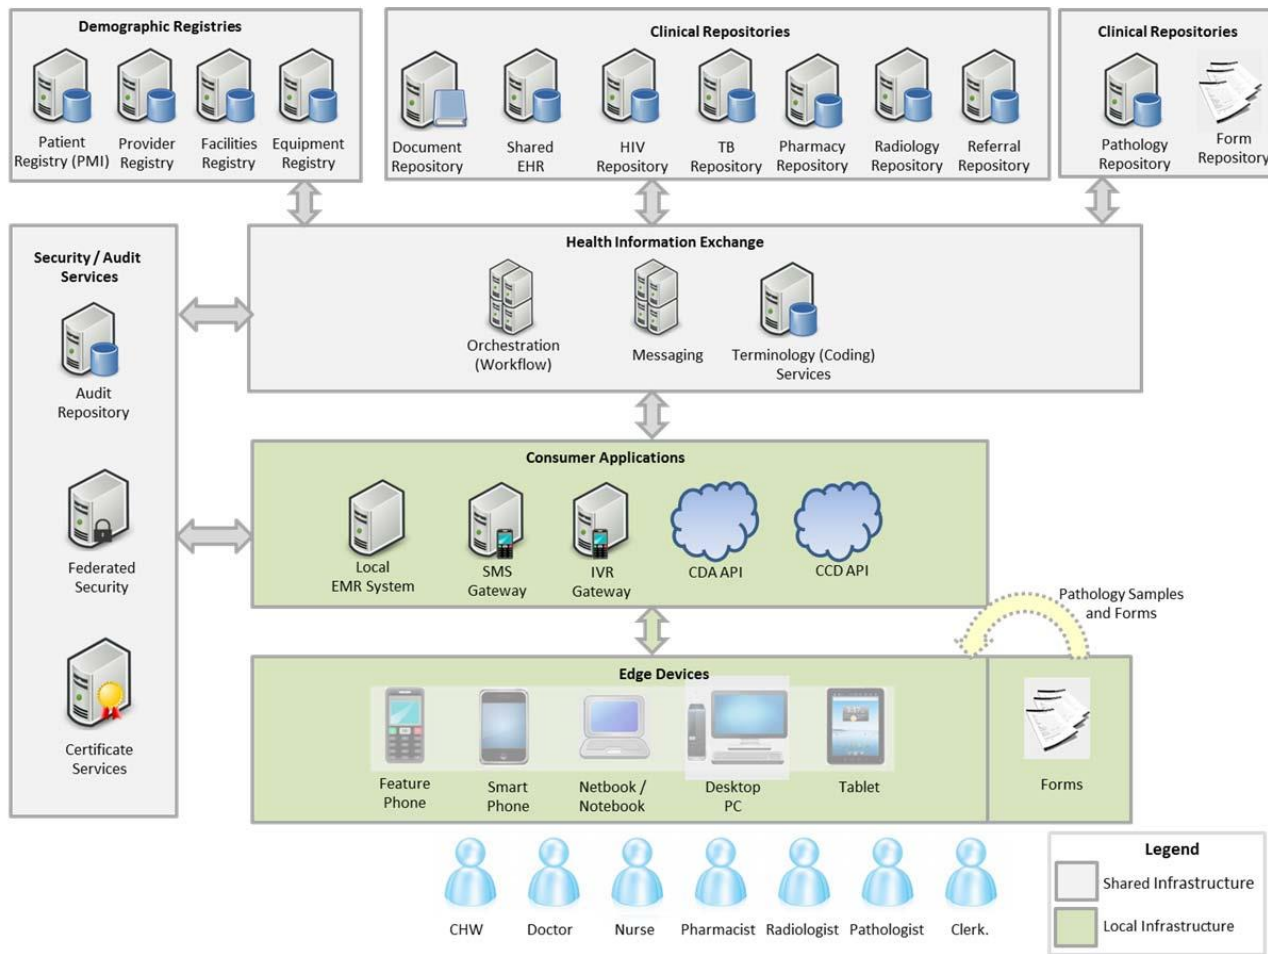 Demographic Registries
Patient
Registry (PMI)
Provider
Registry
Facilities
Registry
Equipment
Registry
Clinical Repositories
Document
Repository
Shared
EHR
HIV
Repository
TB
Repository
Pharmacy
Repository
Radiology
Repository
Referral
Repository
Clinical Repositories
Pathology
Repository
Form
Repository
Security / Audit
Services
Audit
Repository
Federated
Security
Certificate
Services
Health Information Exchange
Orchestration
(Workflow)
Messaging
Terminology (Coding)
Services
Consumer Applications
Local
EMR System
SMS
Gateway
IVR
Gateway
CDA API
CCD API
Pathology Samples
and Forms
Edge Devices
Feature
Phone
Smart
Phone
Netbook /
Notebook
Desktop
PC
Tablet
Forms
CHW
Doctor
Nurse
Pharmacist
Radiologist
Pathologist
Clerk.
Legend
Shared Infrastructure
Local Infrastructure